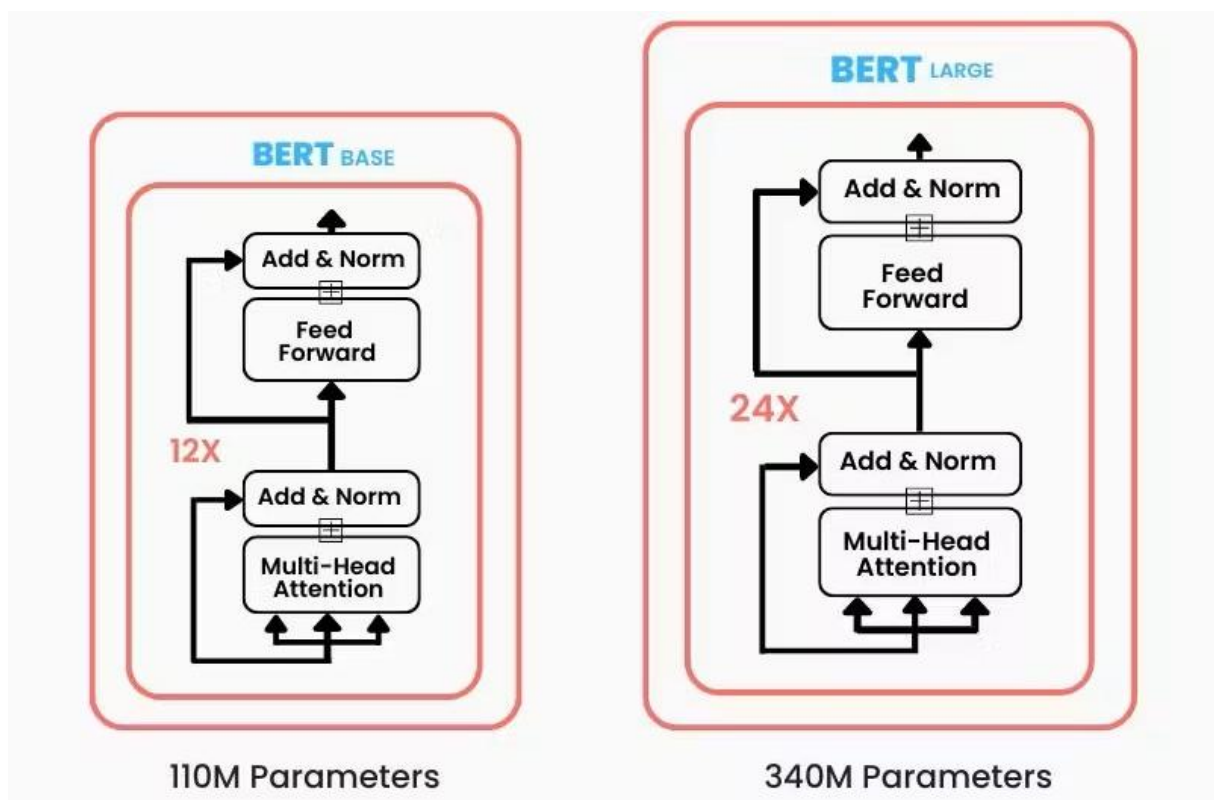 BERT BASE
Add & Norm
Feed
Forward
12X
Add & Norm
Multi-Head
Attention
110M Parameters
BERT LARGE
Add & Norm
Feed
Forward
24X
Add & Norm
Multi-Head
Attention
340M Parameters